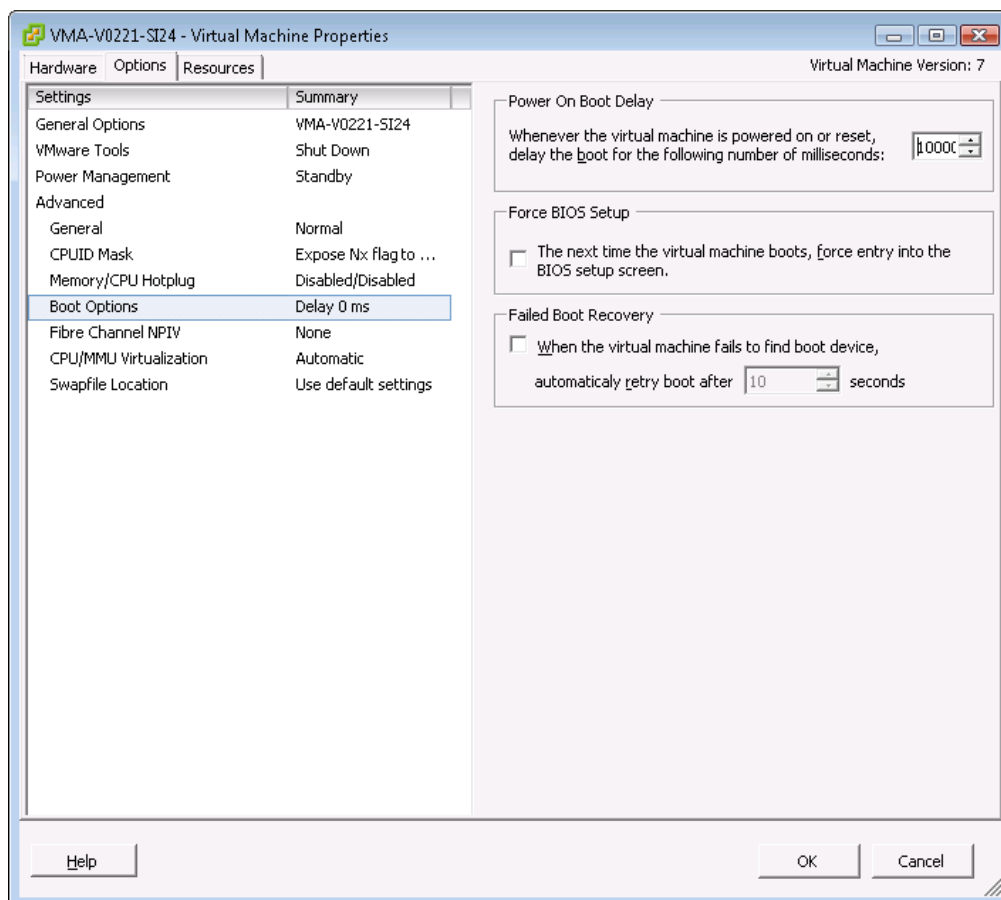 VMA-V0221-SI24 - Virtual Machine Properties
Hardware Options Resources Virtual Machine Version: 7
Settings Summary
General Options VMA-V0221-SI24
VMware Tools Shut Down
Power Management Standby
Advanced
General Normal
CPUID Mask Expose Nx flag to ...
Memory/CPU Hotplug Disabled/Disabled
Boot Options Delay 0 ms
Fibre Channel NPIV None
CPU/MMU Virtualization Automatic
Swapfile Location Use default settings
Power On Boot Delay
Whenever the virtual machine is powered on or reset,
delay the boot for the following number of milliseconds:
10000
Force BIOS Setup
The next time the virtual machine boots, force entry into the
BIOS setup screen.
Failed Boot Recovery
When the virtual machine fails to find boot device,
automaticaly retry boot after 10 seconds
Help OK Cancel